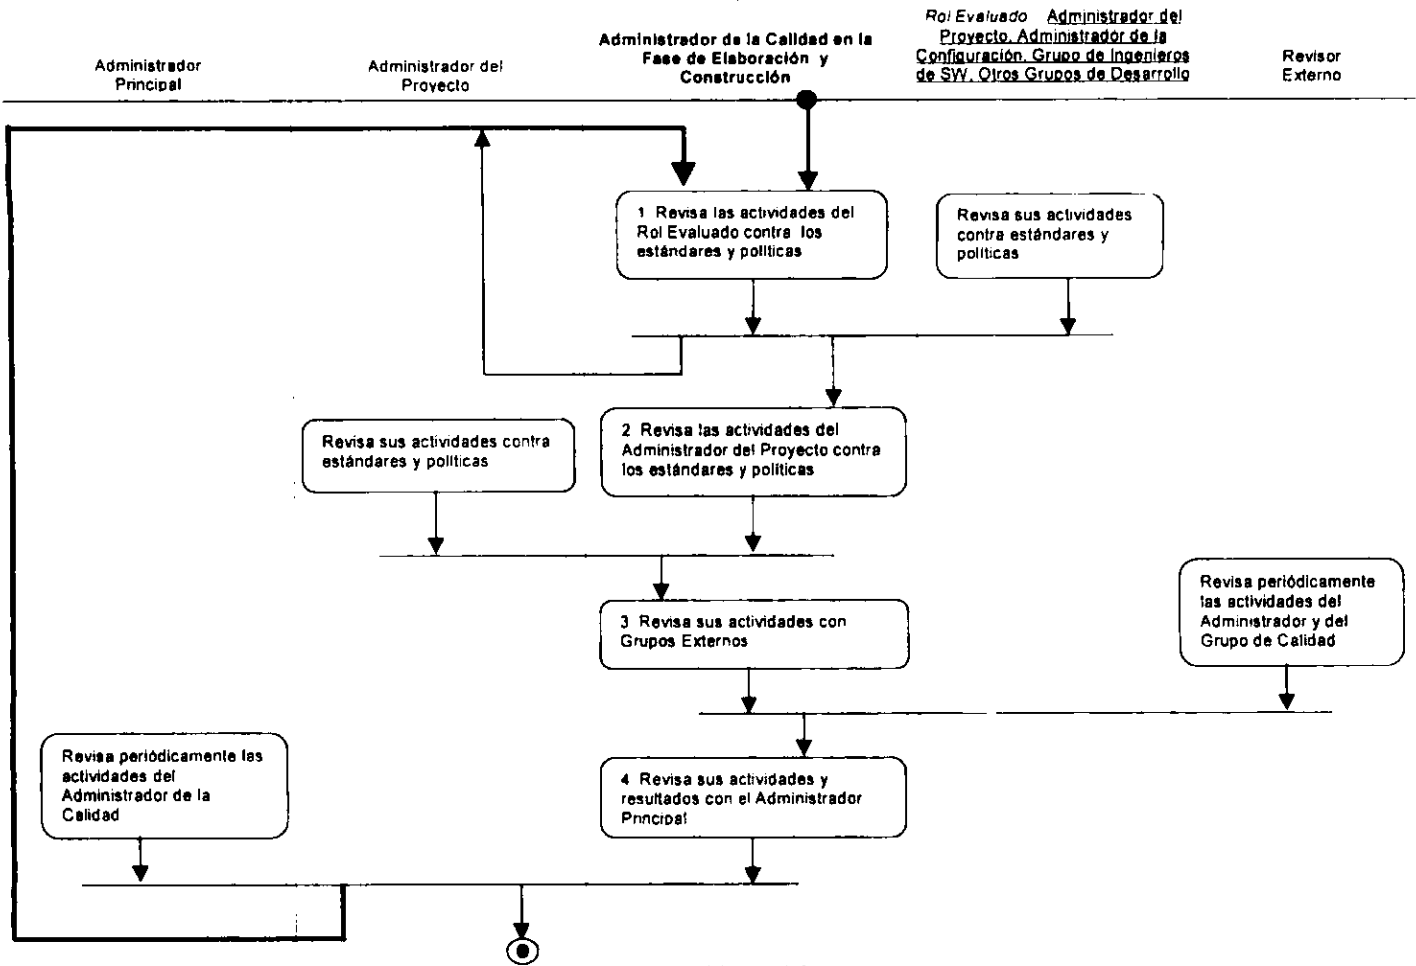 Administrador
Principal
Administrador del
Proyecto
Administrador de la Calidad en la
Fase de Elaboración y
Construcción
Rol Evaluado Administrador del
Proyecto, Administrador de la
Configuración, Grupo de Ingenieros
de SW, Otros Grupos de Desarrollo
Revisor
Externo
1 Revisa las actividades del
Rol Evaluado contra los
estándares y políticas
Revisa sus actividades
contra estándares y
políticas
Revisa sus actividades contra
estándares y políticas
2 Revisa las actividades del
Administrador del Proyecto contra
los estándares y políticas
3 Revisa sus actividades con
Grupos Externos
Revisa periódicamente
las actividades del
Administrador y del
Grupo de Calidad
Revisa periódicamente las
actividades del
Administrador de la
Calidad
4 Revisa sus actividades y
resultados con el Administrador
Principal